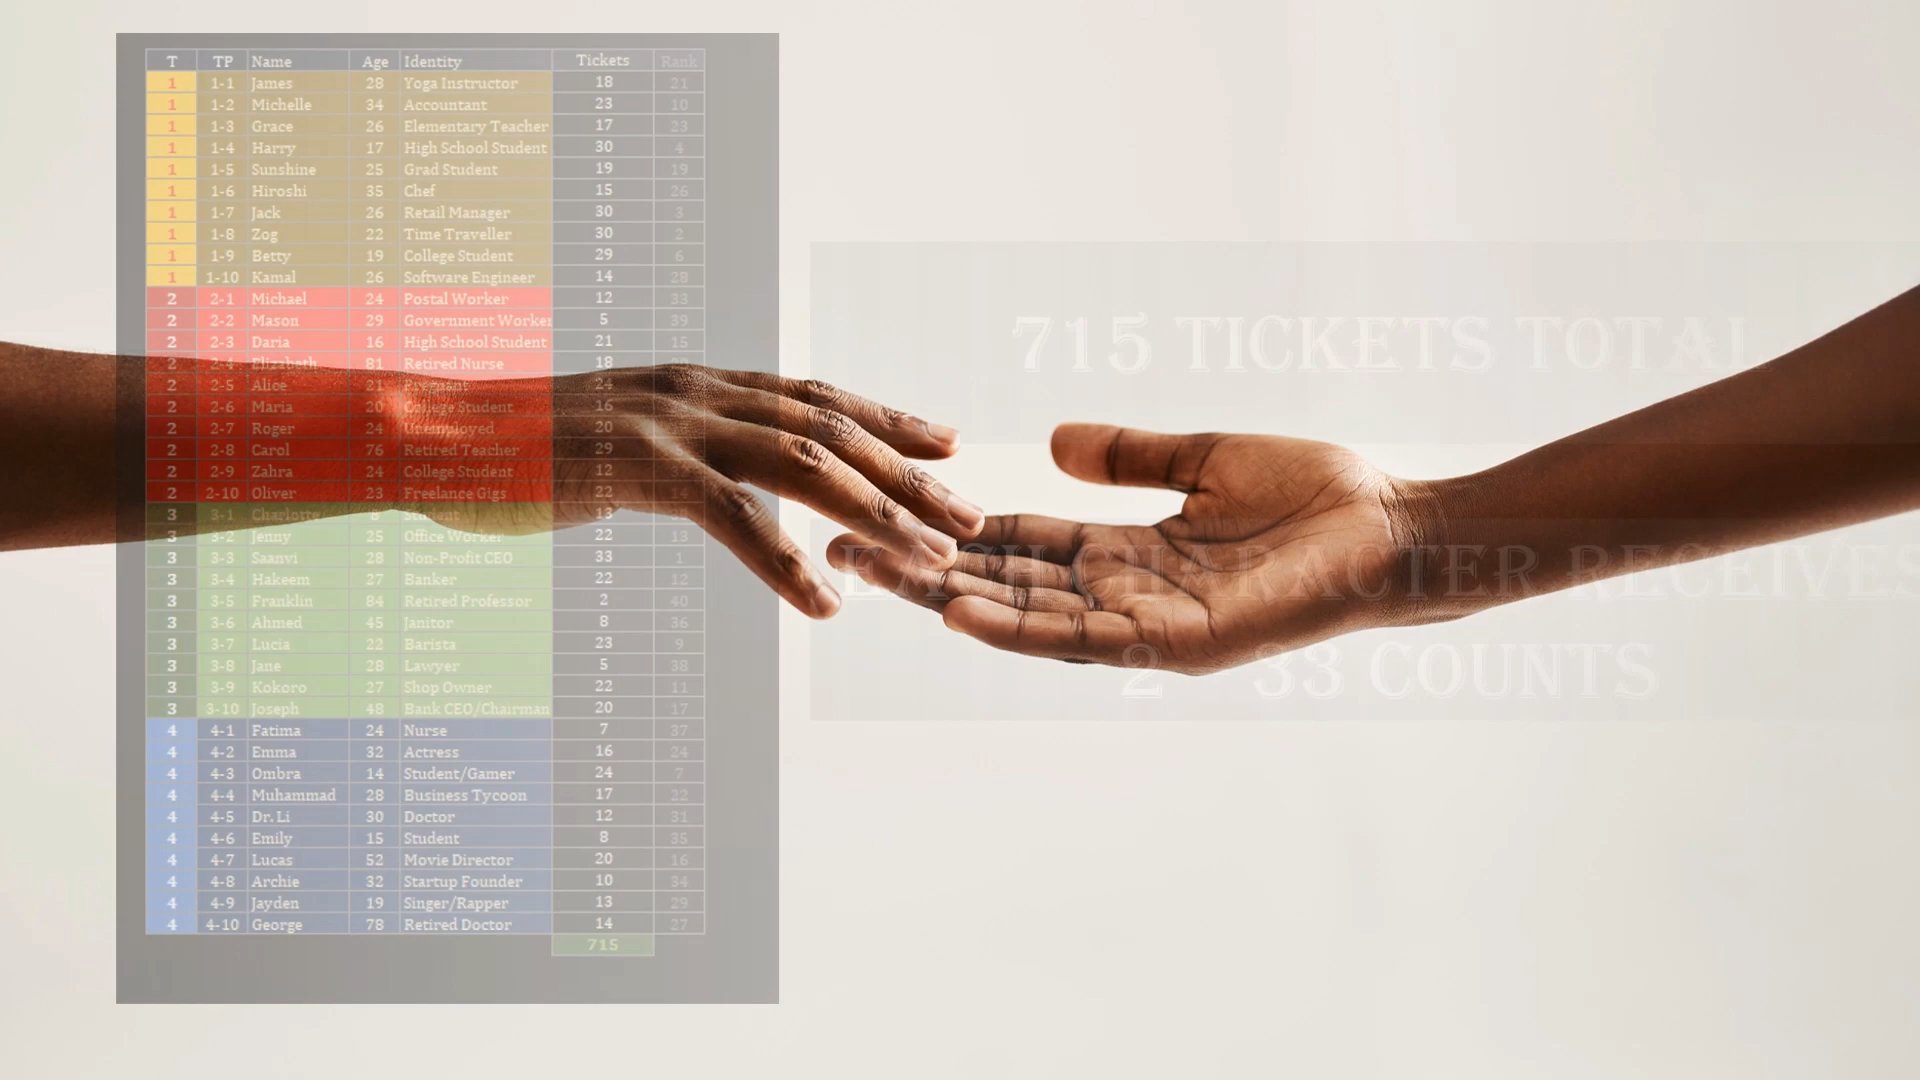 T TP Name Age Identity Tickets Rank
1 1-1 James 28 Yoga Instructor 18 21
1 1-2 Michelle 34 Accountant 23 10
1 1-3 Grace 26 Elementary Teacher 17 23
1 1-4 Harry 17 High School Student 30 4
1 1-5 Sunshine 25 Grad Student 19 19
1 1-6 Hiroshi 35 Chef 15 26
1 1-7 Jack 26 Retail Manager 30 3
1 1-8 Zog 22 Time Traveller 30 2
1 1-9 Betty 19 College Student 29 6
1 1-10 Kamal 26 Software Engineer 14 28
2 2-1 Michael 24 Postal Worker 12 33
2 2-2 Mason 29 Government Worker 5 39
2 2-3 Daria 16 High School Student 21 15
2 2-4 Elizabeth 81 Retired Nurse 18
2 2-5 Alice 21 Pregnant 24
2 2-6 Maria 20 College Student 16
2 2-7 Roger 24 Unemployed 20
2 2-8 Carol 76 Retired Teacher 29
2 2-9 Zahra 24 College Student 12 32
2 2-10 Oliver 23 Freelance Gigs 22 14
3 3-1 Charlotte 8 Student 13
3 3-2 Jenny 25 Office Worker 22 13
3 3-3 Saanvi 28 Non-Profit CEO 33 1
3 3-4 Hakeem 27 Banker 22 12
3 3-5 Franklin 84 Retired Professor 2 40
3 3-6 Ahmed 45 Janitor 8 36
3 3-7 Lucia 22 Barista 23 9
3 3-8 Jane 28 Lawyer 5 38
3 3-9 Kokoro 27 Shop Owner 22 11
3 3-10 Joseph 48 Bank CEO/Chairman 20 17
4 4-1 Fatima 24 Nurse 7 37
4 4-2 Emma 32 Actress 16 24
4 4-3 Ombra 14 Student/Gamer 24 7
4 4-4 Muhammad 28 Business Tycoon 17 22
4 4-5 Dr. Li 30 Doctor 12 31
4 4-6 Emily 15 Student 8 35
4 4-7 Lucas 52 Movie Director 20 16
4 4-8 Archie 32 Startup Founder 10 34
4 4-9 Jayden 19 Singer/Rapper 13 29
4 4-10 George 78 Retired Doctor 14 27
715
715 TICKETS TOTAL
EACH CHARACTER RECEIVES
2 - 33 COUNTS